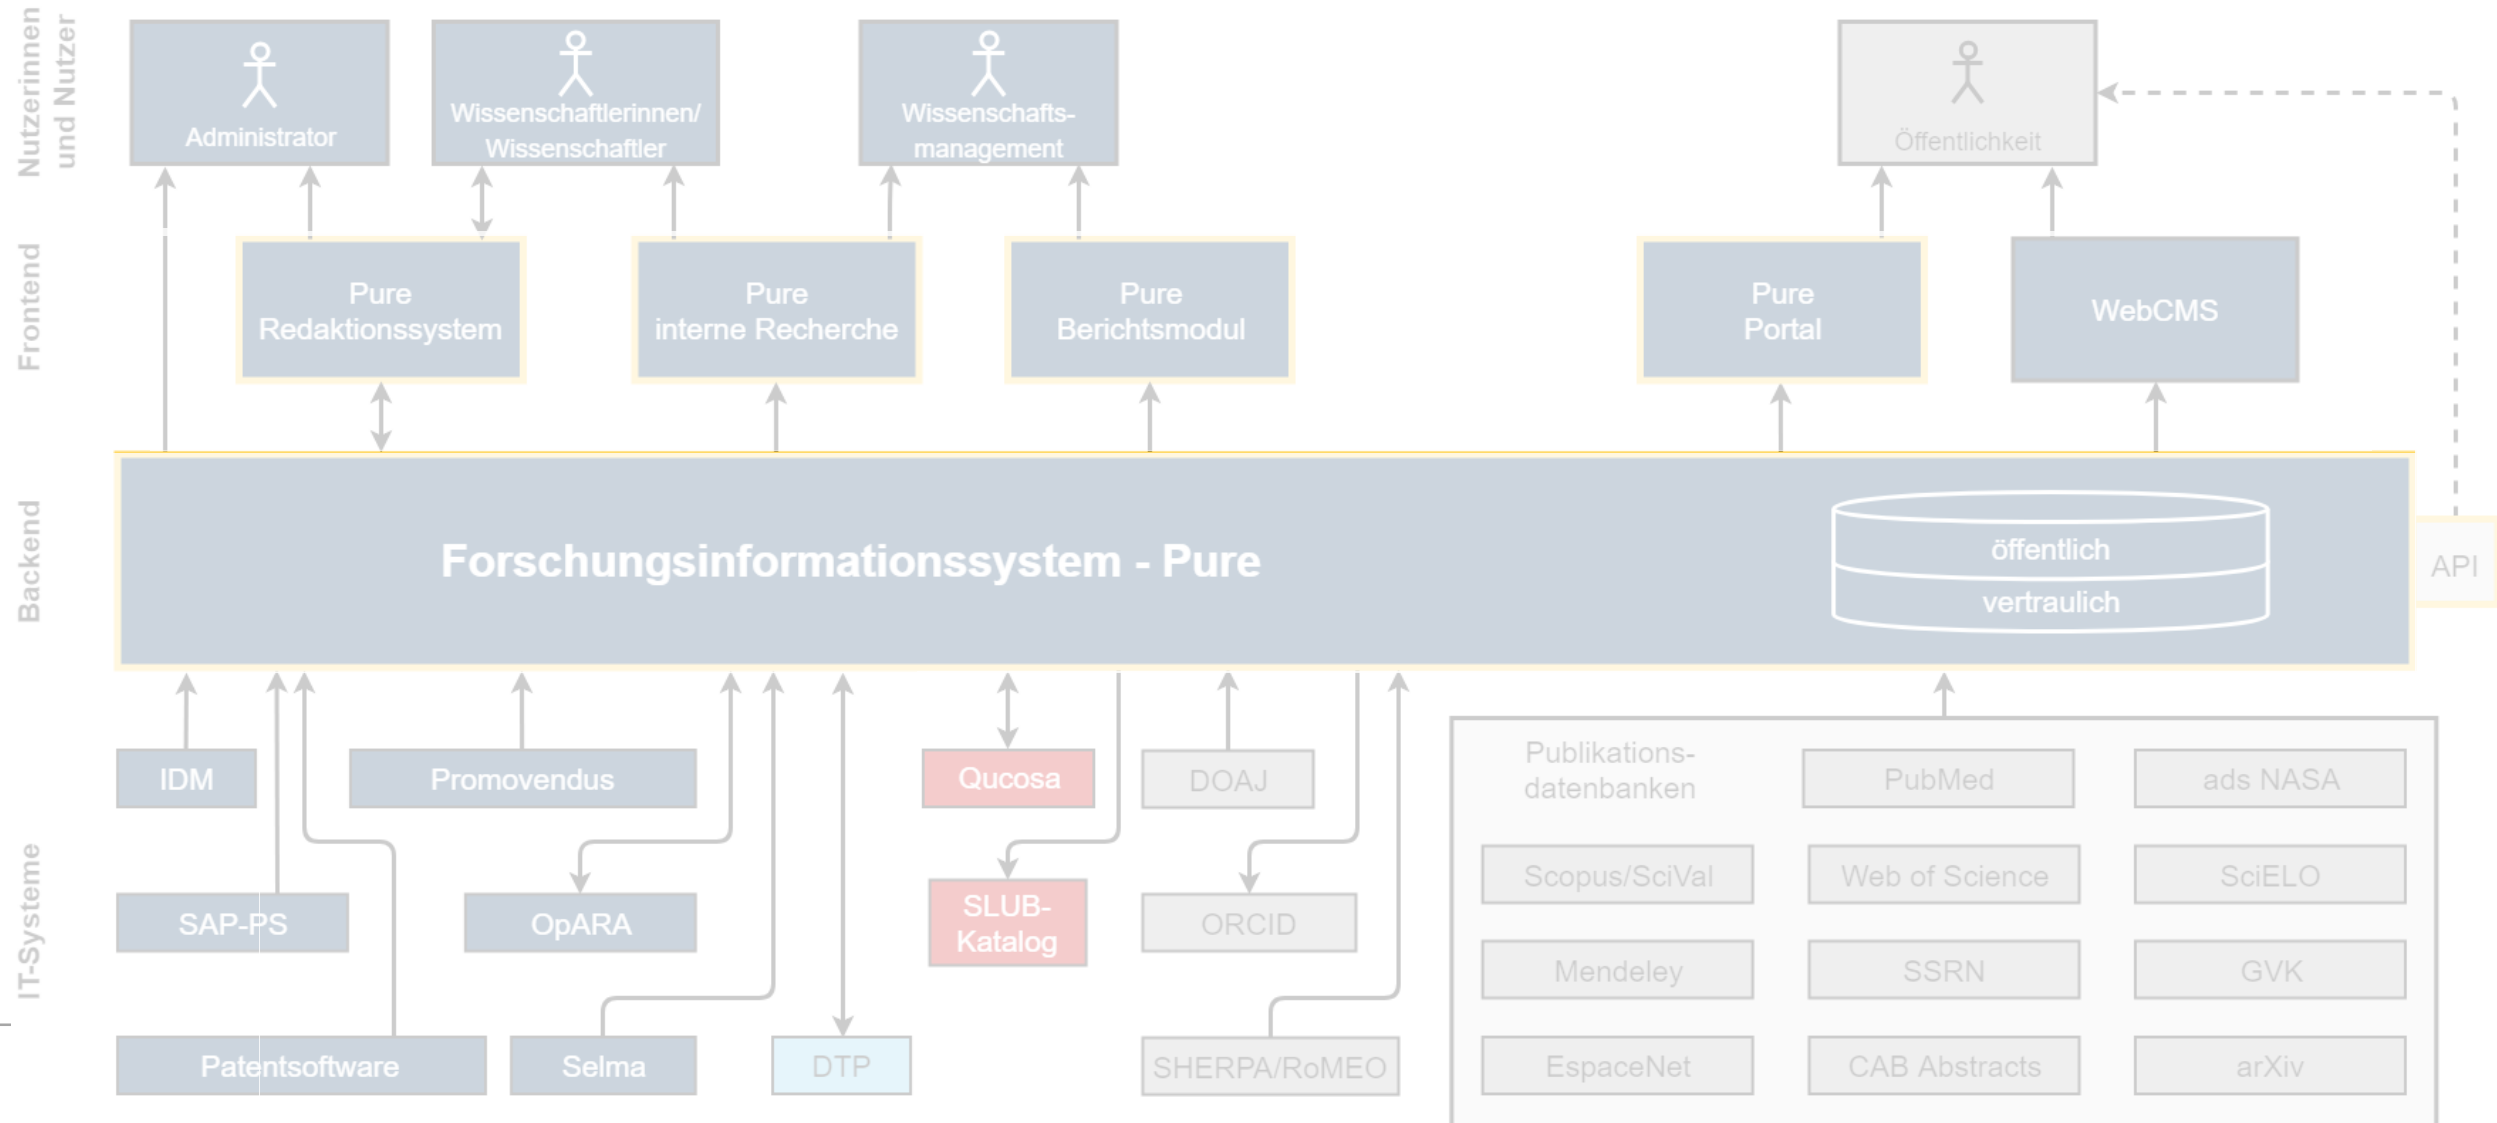 Nutzerinnen
und Nutzer
Administrator
Wissenschaftlerinnen/
Wissenschaftler
Wissenschafts-
management
Öffentlichkeit
Frontend
Pure
Redaktionssystem
Pure
interne Recherche
Pure
Berichtsmodul
Pure
Portal
WebCMS
Backend
Forschungsinformationssystem - Pure
öffentlich
vertraulich
API
IT-Systeme
IDM
Promovendus
Qucosa
DOAJ
SAP-PS
OpARA
SLUB-
Katalog
ORCID
Patentsoftware
Selma
DTP
SHERPA/RoMEO
Publikations-
datenbanken
PubMed
ads NASA
Scopus/SciVal
Web of Science
SciELO
Mendeley
SSRN
GVK
EspaceNet
CAB Abstracts
arXiv